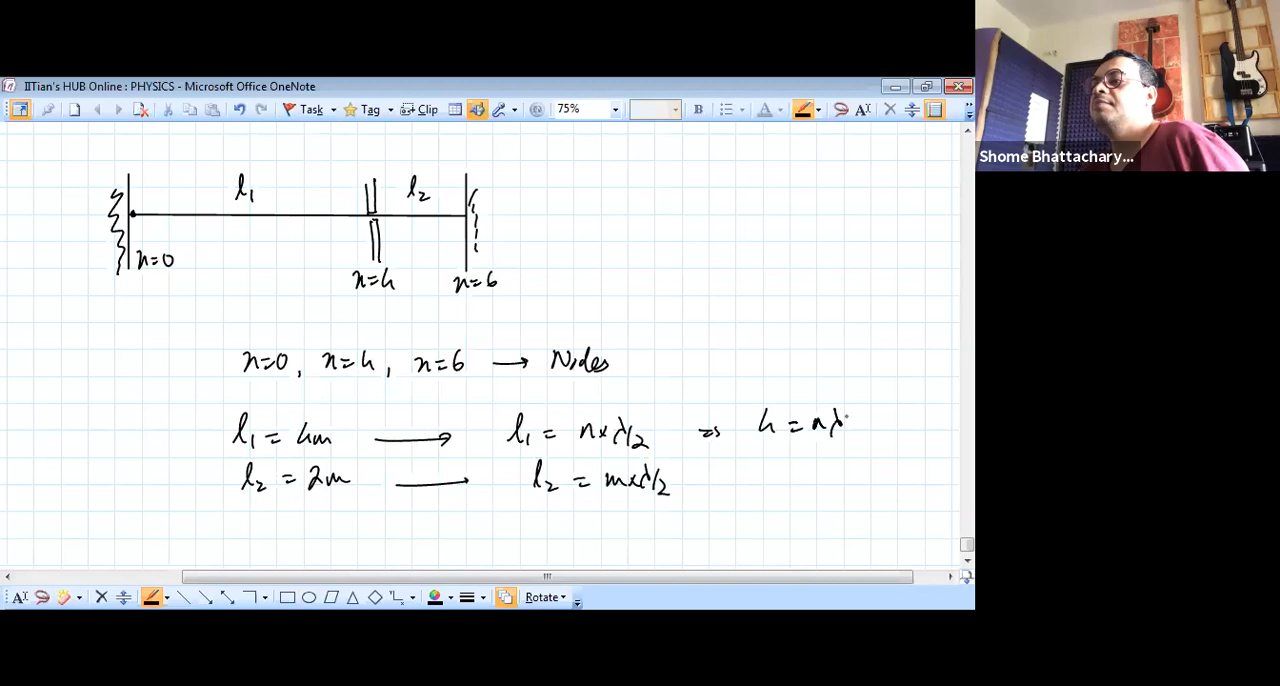 IITian's HUB Online : PHYSICS - Microsoft Office OneNote
Task Tag Clip 75% B A A
Shome Bhattachary...
l₁ l₂
x=0
x=4 x=6
x=0, x=4, x=6 → Nodes
l₁ = 4m → l₁ = n×λ/2 ⇒ 4 = nλ
l₂ = 2m → l₂ = m×λ/2
A Rotate